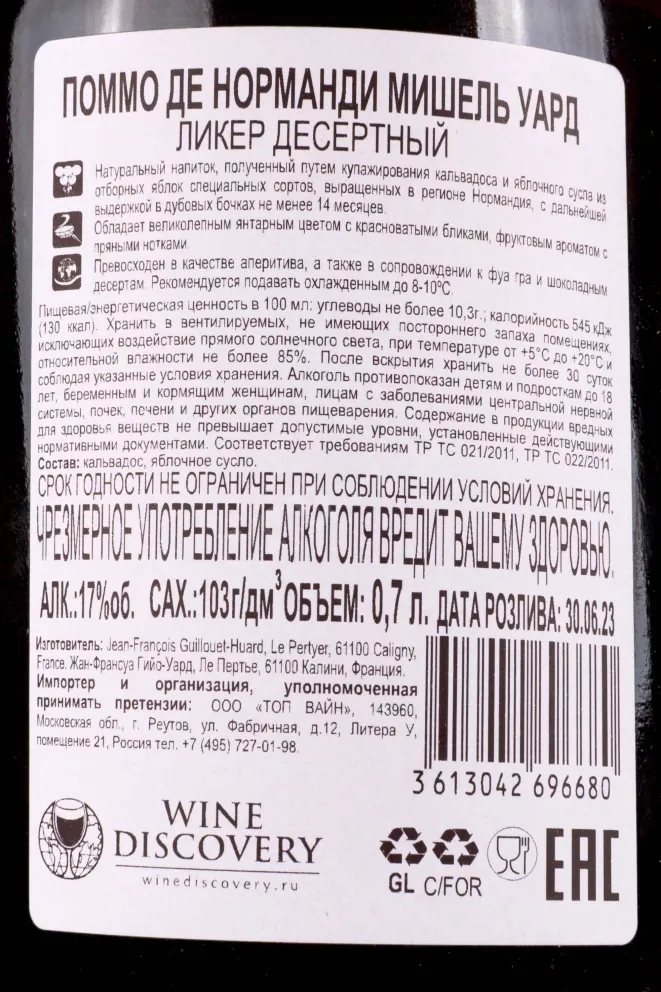 ПОММО ДЕ НОРМАНДИ МИШЕЛЬ УАРД
ЛИКЕР ДЕСЕРТНЫЙ
Натуральный напиток, полученный путем купажирования кальвадоса и яблочного сусла из
отборных яблок специальных сортов, выращенных в регионе Нормандия, с дальнейшей
выдержкой в дубовых бочках не менее 14 месяцев.
Обладает великолепным янтарным цветом с красноватыми бликами, фруктовым ароматом с
пряными нотками.
Превосходен в качестве аперитива, а также в сопровождении к фуа гра и шоколадным
десертам. Рекомендуется подавать охлажденным до 8-10°C.
Пищевая/энергетическая ценность в 100 мл: углеводы не более 10,3г.; калорийность 545 кДж
(130 ккал). Хранить в вентилируемых, не имеющих постороннего запаха помещениях,
исключающих воздействие прямого солнечного света, при температуре от +5°С до +20°С и
относительной влажности не более 85%. После вскрытия хранить не более 30 суток
соблюдая указанные условия хранения. Алкоголь противопоказан детям и подросткам до 18
лет, беременным и кормящим женщинам, лицам с заболеваниями центральной нервной
системы, почек, печени и других органов пищеварения. Содержание в продукции вредных
для здоровья веществ не превышает допустимые уровни, установленные действующими
нормативными документами. Соответствует требованиям ТР ТС 021/2011, ТР ТС 022/2011.
Состав: кальвадос, яблочное сусло.
СРОК ГОДНОСТИ НЕ ОГРАНИЧЕН ПРИ СОБЛЮДЕНИИ УСЛОВИЙ ХРАНЕНИЯ.
ЧРЕЗМЕРНОЕ УПОТРЕБЛЕНИЕ АЛКОГОЛЯ ВРЕДИТ ВАШЕМУ ЗДОРОВЬЮ.
АЛК.:17%об. САХ.:103г/дм³ ОБЪЕМ: 0,7 л. ДАТА РОЗЛИВА: 30.06.23
Изготовитель: Jean-François Guillouet-Huard, Le Pertyer, 61100 Caligny,
France. Жан-Франсуа Гийо-Уард, Ле Пертье, 61100 Калини, Франция.
Импортер и организация, уполномоченная
принимать претензии: ООО «ТОП ВАЙН», 143960,
Московская обл., г. Реутов, ул. Фабричная, д.12, Литера У,
помещение 21, Россия тел. +7 (495) 727-01-98.
3 613042 696680
WINE
DISCOVERY
winediscovery.ru
GL C/FOR
EAC